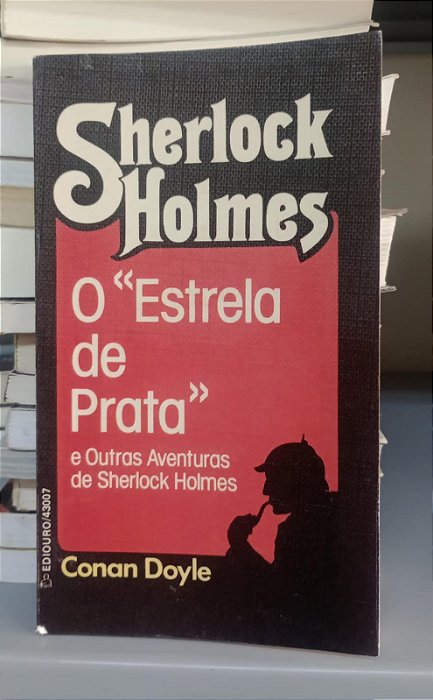 Sherlock
Holmes
O “Estrela
de
Prata”
e Outras Aventuras
de Sherlock Holmes
EDIOURO/43007
Conan Doyle